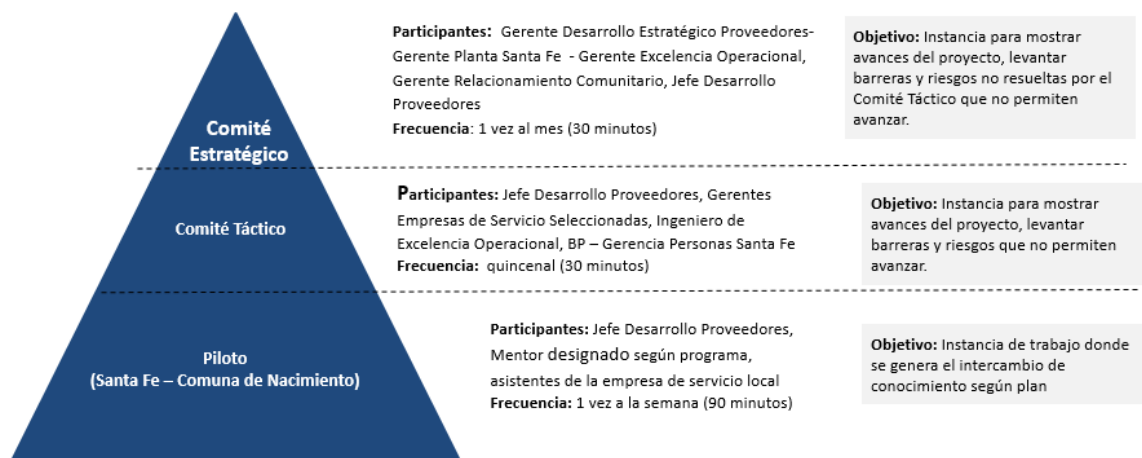 Comité
Estratégico
Participantes: Gerente Desarrollo Estratégico Proveedores-
Gerente Planta Santa Fe - Gerente Excelencia Operacional,
Gerente Relacionamiento Comunitario, Jefe Desarrollo
Proveedores
Frecuencia: 1 vez al mes (30 minutos)
Objetivo: Instancia para mostrar
avances del proyecto, levantar
barreras y riesgos no resueltas por el
Comité Táctico que no permiten
avanzar.
Comité Táctico
Participantes: Jefe Desarrollo Proveedores, Gerentes
Empresas de Servicio Seleccionadas, Ingeniero de
Excelencia Operacional, BP – Gerencia Personas Santa Fe
Frecuencia: quincenal (30 minutos)
Objetivo: Instancia para mostrar
avances del proyecto, levantar
barreras y riesgos que no permiten
avanzar.
Piloto
(Santa Fe – Comuna de Nacimiento)
Participantes: Jefe Desarrollo Proveedores,
Mentor designado según programa,
asistentes de la empresa de servicio local
Frecuencia: 1 vez a la semana (90 minutos)
Objetivo: Instancia de trabajo donde
se genera el intercambio de
conocimiento según plan